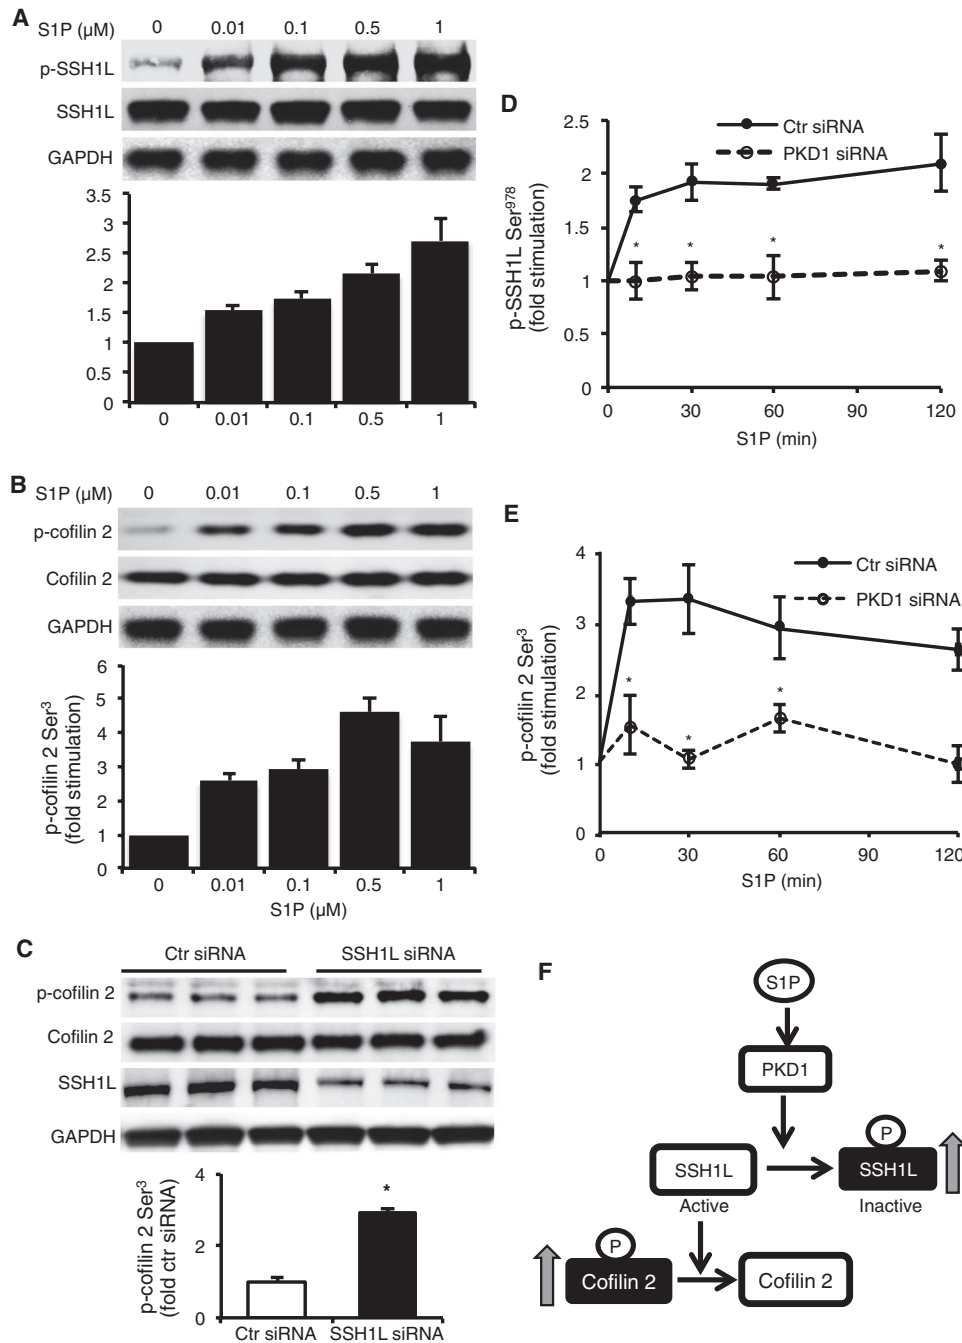 A
S1P (µM) 0 0.01 0.1 0.5 1
p-SSH1L
SSH1L
GAPDH
3.5
3
2.5
2
1.5
1
0.5
0
0 0.01 0.1 0.5 1
B
S1P (µM) 0 0.01 0.1 0.5 1
p-cofilin 2
Cofilin 2
GAPDH
p-cofilin 2 Ser³
(fold stimulation)
6
5
4
3
2
1
0
0 0.01 0.1 0.5 1
S1P (µM)
C
Ctr siRNA SSH1L siRNA
p-cofilin 2
Cofilin 2
SSH1L
GAPDH
p-cofilin 2 Ser³
(fold ctr siRNA)
4
2
0
*
Ctr siRNA SSH1L siRNA
D
p-SSH1L Ser⁹⁷⁸
(fold stimulation)
2.5
2
1.5
1
0.5
0
Ctr siRNA
PKD1 siRNA
* * * *
0 30 60 90 120
S1P (min)
E
p-cofilin 2 Ser³
(fold stimulation)
4
3
2
1
0
Ctr siRNA
PKD1 siRNA
* * *
0 30 60 90 120
S1P (min)
F
S1P
PKD1
P
SSH1L SSH1L
Active Inactive
P
Cofilin 2 Cofilin 2